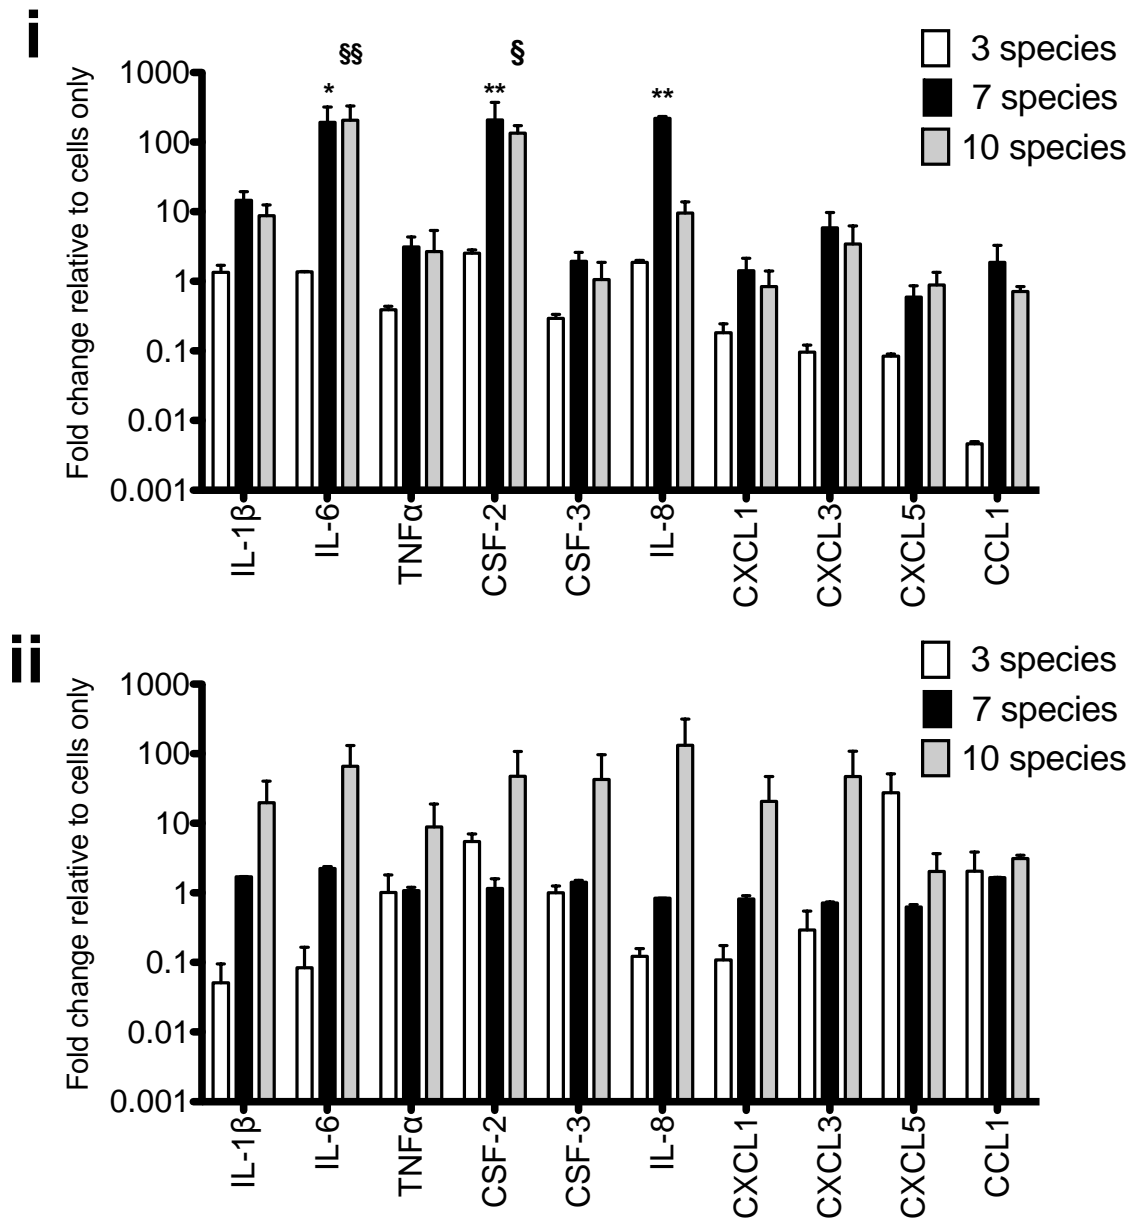 i
§§
§
3 species
7 species
10 species
1000
100
10
1
0.1
0.01
0.001
*
**
**
Fold change relative to cells only
IL-1β
IL-6
TNFα
CSF-2
CSF-3
IL-8
CXCL1
CXCL3
CXCL5
CCL1
ii
3 species
7 species
10 species
1000
100
10
1
0.1
0.01
0.001
Fold change relative to cells only
IL-1β
IL-6
TNFα
CSF-2
CSF-3
IL-8
CXCL1
CXCL3
CXCL5
CCL1